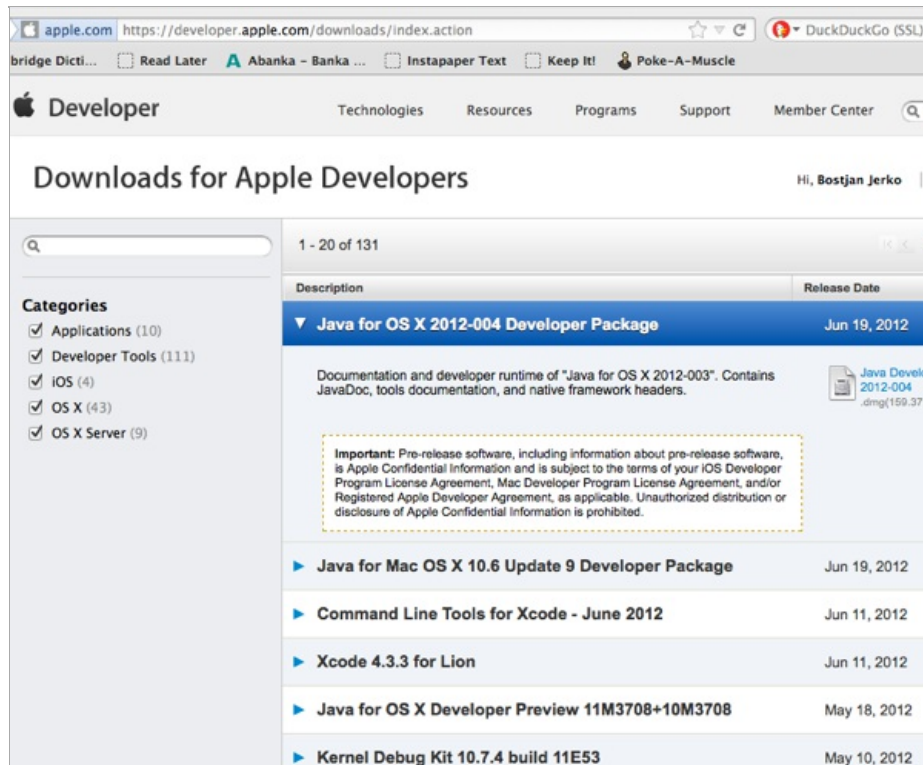 apple.com https://developer.apple.com/downloads/index.action DuckDuckGo (SSL)
bridge Dicti... Read Later Abanka - Banka ... Instapaper Text Keep It! Poke-A-Muscle
Developer Technologies Resources Programs Support Member Center
Downloads for Apple Developers Hi, Bostjan Jerko
1 - 20 of 131
Description Release Date
Categories
Applications (10)
Developer Tools (111)
iOS (4)
OS X (43)
OS X Server (9)
Java for OS X 2012-004 Developer Package Jun 19, 2012
Documentation and developer runtime of "Java for OS X 2012-003". Contains
JavaDoc, tools documentation, and native framework headers.
Java Develo
2012-004
.dmg(159.37
Important: Pre-release software, including information about pre-release software,
is Apple Confidential Information and is subject to the terms of your iOS Developer
Program License Agreement, Mac Developer Program License Agreement, and/or
Registered Apple Developer Agreement, as applicable. Unauthorized distribution or
disclosure of Apple Confidential Information is prohibited.
Java for Mac OS X 10.6 Update 9 Developer Package Jun 19, 2012
Command Line Tools for Xcode - June 2012 Jun 11, 2012
Xcode 4.3.3 for Lion Jun 11, 2012
Java for OS X Developer Preview 11M3708+10M3708 May 18, 2012
Kernel Debug Kit 10.7.4 build 11E53 May 10, 2012